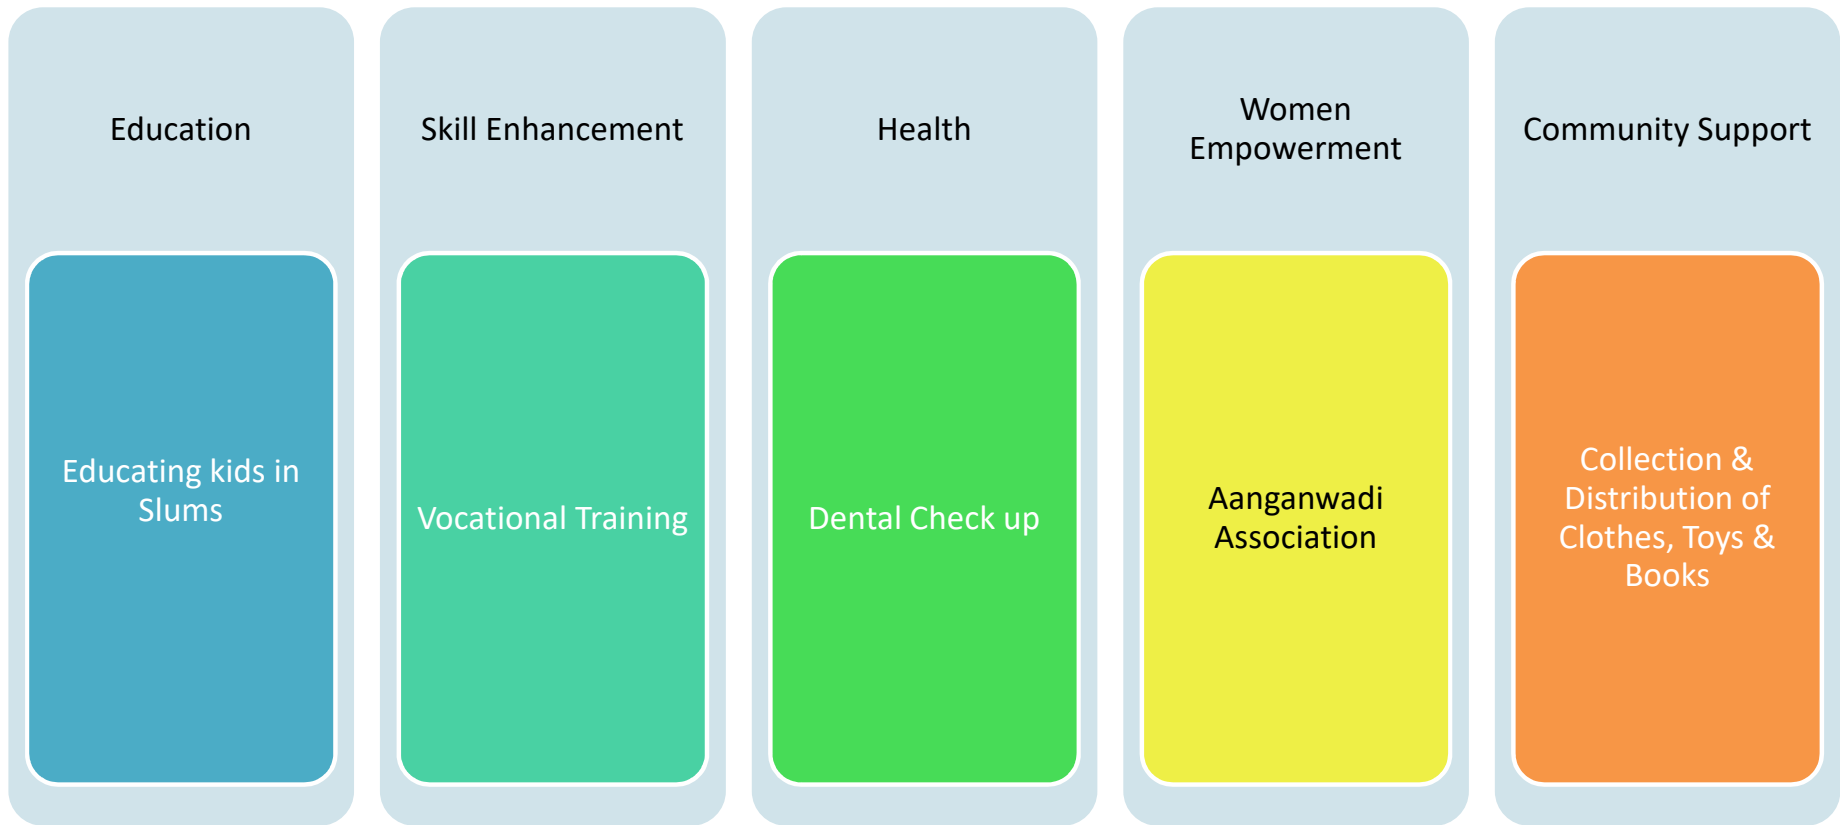 Education
Educating kids in
Slums
Skill Enhancement
Vocational Training
Health
Dental Check up
Women
Empowerment
Aanganwadi
Association
Community Support
Collection &
Distribution of
Clothes, Toys &
Books